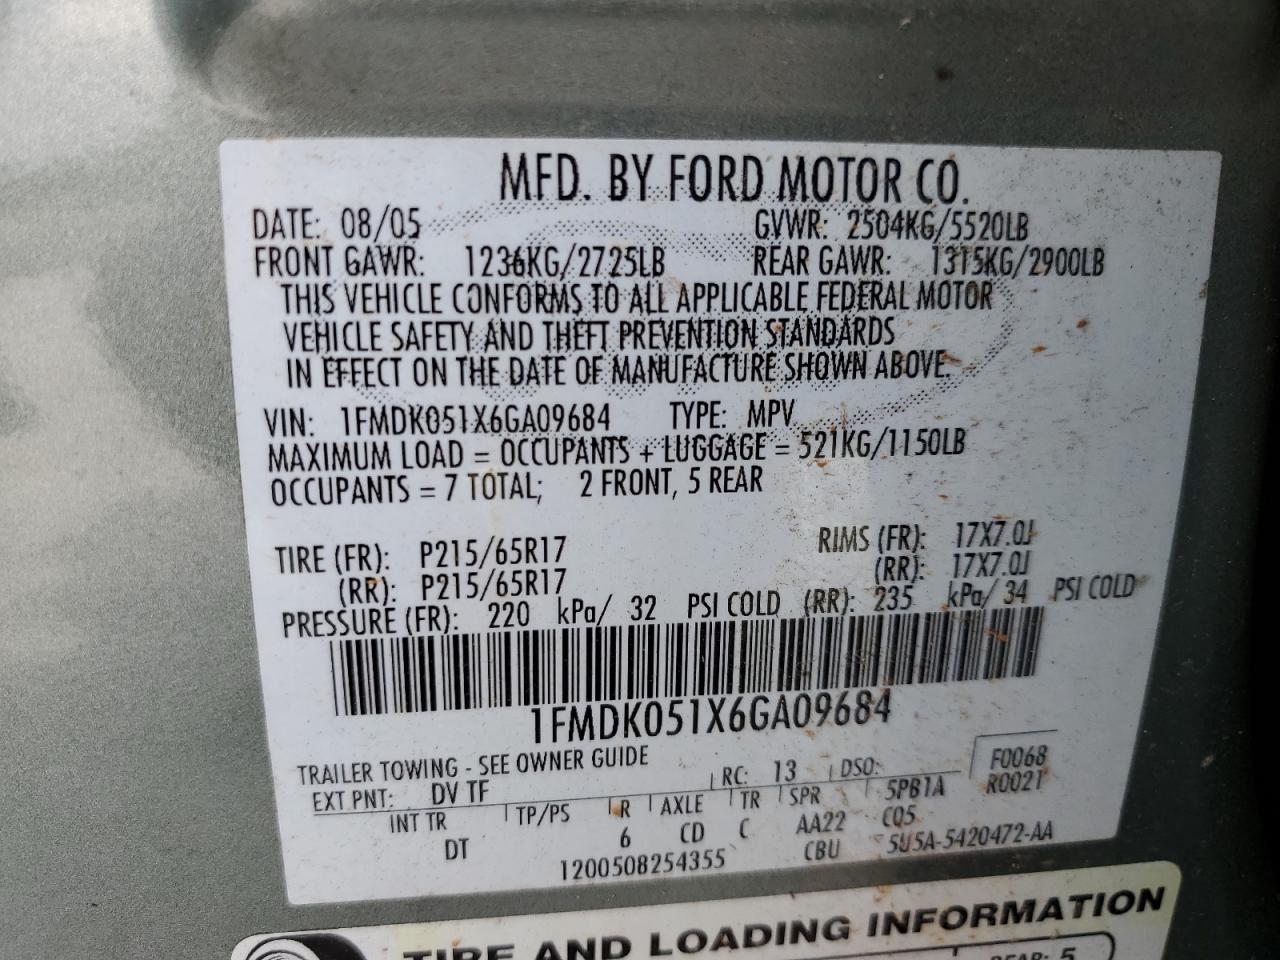 MFD. BY FORD MOTOR CO.
DATE: 08/05 GVWR: 2504KG/5520LB
FRONT GAWR: 1236KG/2725LB REAR GAWR: 1315KG/2900LB
THIS VEHICLE CONFORMS TO ALL APPLICABLE FEDERAL MOTOR
VEHICLE SAFETY AND THEFT PREVENTION STANDARDS
IN EFFECT ON THE DATE OF MANUFACTURE SHOWN ABOVE.
VIN: 1FMDK051X6GA09684 TYPE: MPV
MAXIMUM LOAD = OCCUPANTS + LUGGAGE = 521KG/1150LB
OCCUPANTS = 7 TOTAL; 2 FRONT, 5 REAR
TIRE (FR): P215/65R17 RIMS (FR): 17X7.0J
(RR): P215/65R17 (RR): 17X7.0J
PRESSURE (FR): 220 kPa/ 32 PSI COLD (RR): 235 kPa/ 34 PSI COLD
1FMDK051X6GA09684
TRAILER TOWING - SEE OWNER GUIDE
F0068
EXT PNT: DV TF RC: 13 DSO: R0021
INT TR TP/PS R AXLE TR SPR 5PB1A
DT 6 CD C AA22 CQ5
1200508254355 CBU 5U5A-5420472-AA
TIRE AND LOADING INFORMATION
REAR: 5